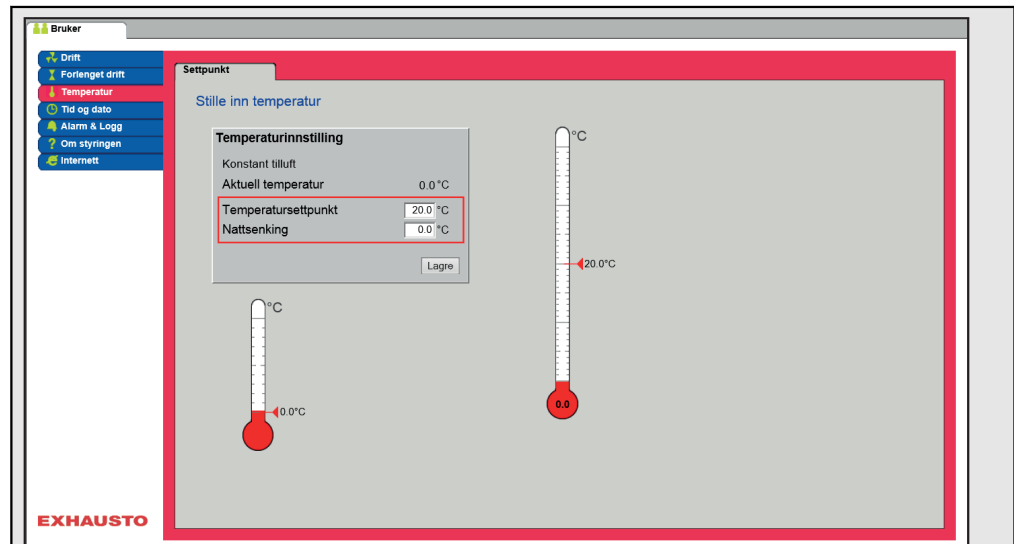 Bruker
Drift
Forlenget drift
Temperatur
Tid og dato
Alarm & Logg
Om styringen
Internett
Settpunkt
Stille inn temperatur
Temperaturinnstilling
Konstant tilluft
Aktuell temperatur 0.0 °C
Temperatursettpunkt 20.0 °C
Nattsenking 0.0 °C
Lagre
°C
20.0°C
0.0
°C
0.0°C
EXHAUSTO